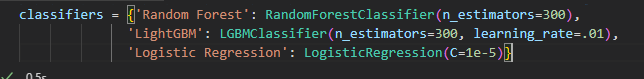 classifiers = {'Random Forest': RandomForestClassifier(n_estimators=300),
'LightGBM': LGBMClassifier(n_estimators=300, learning_rate=.01),
'Logistic Regression': LogisticRegression(C=1e-5)}
0.5s